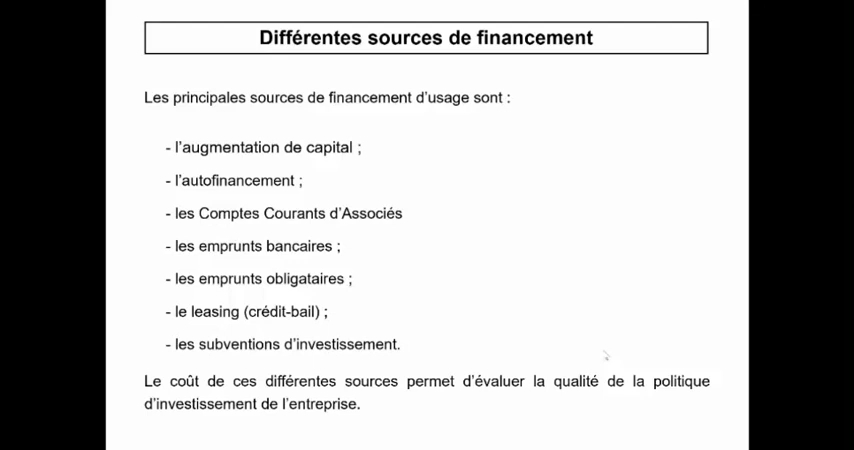 Différentes sources de financement
Les principales sources de financement d'usage sont :
- l'augmentation de capital ;
- l'autofinancement ;
- les Comptes Courants d'Associés
- les emprunts bancaires ;
- les emprunts obligataires ;
- le leasing (crédit-bail) ;
- les subventions d'investissement.
Le coût de ces différentes sources permet d'évaluer la qualité de la politique
d'investissement de l'entreprise.